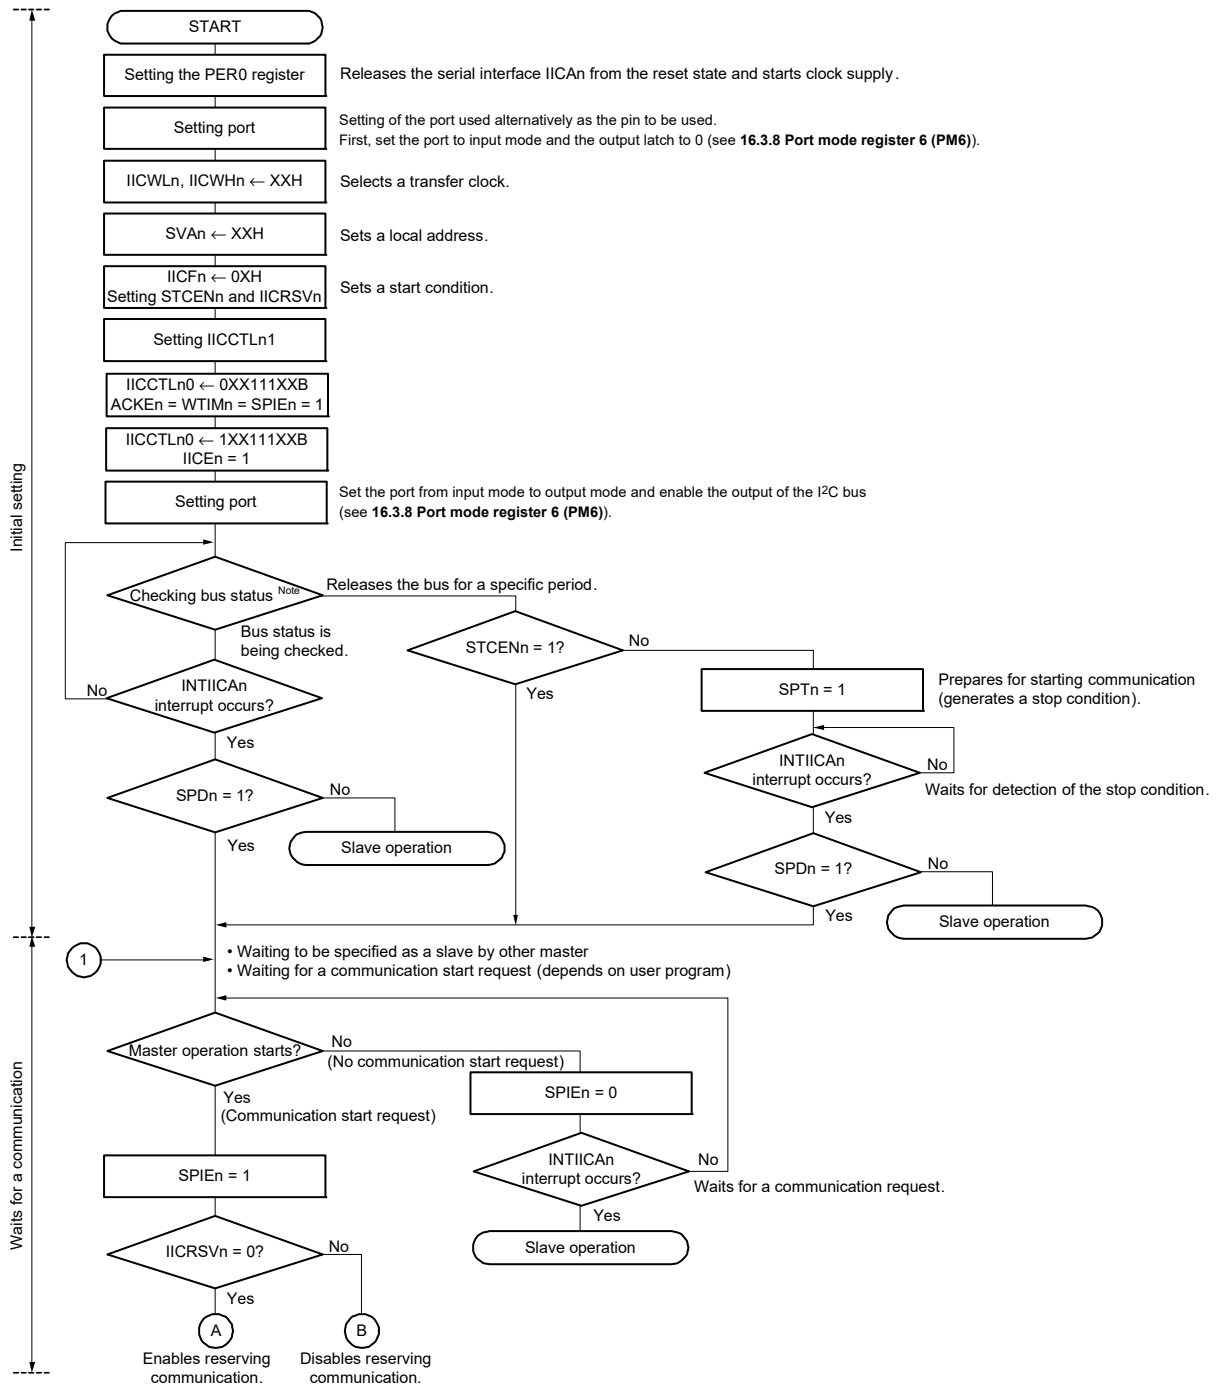 START
Setting the PER0 register
Releases the serial interface IICAn from the reset state and starts clock supply.
Setting port
Setting of the port used alternatively as the pin to be used.
First, set the port to input mode and the output latch to 0 (see 16.3.8 Port mode register 6 (PM6)).
IICWLn, IICWHn ← XXH
Selects a transfer clock.
SVAn ← XXH
Sets a local address.
IICFn ← 0XH
Setting STCENn and IICRSVn
Sets a start condition.
Setting IICCTLn1
IICCTLn0 ← 0XX111XXB
ACKEn = WTIMn = SPIEn = 1
IICCTLn0 ← 1XX111XXB
IICEn = 1
Setting port
Set the port from input mode to output mode and enable the output of the I2C bus
(see 16.3.8 Port mode register 6 (PM6)).
Initial setting
Checking bus status Note
Releases the bus for a specific period.
Bus status is
being checked.
STCENn = 1?
No
Yes
SPTn = 1
Prepares for starting communication
(generates a stop condition).
INTIICAn
interrupt occurs?
No
Yes
INTIICAn
interrupt occurs?
No
Waits for detection of the stop condition.
Yes
SPDn = 1?
No
Slave operation
Yes
SPDn = 1?
No
Slave operation
Yes
1
• Waiting to be specified as a slave by other master
• Waiting for a communication start request (depends on user program)
Waits for a communication
Master operation starts?
No
(No communication start request)
Yes
(Communication start request)
SPIEn = 0
INTIICAn
interrupt occurs?
No
Waits for a communication request.
Yes
Slave operation
SPIEn = 1
IICRSVn = 0?
No
Yes
A
B
Enables reserving
communication.
Disables reserving
communication.